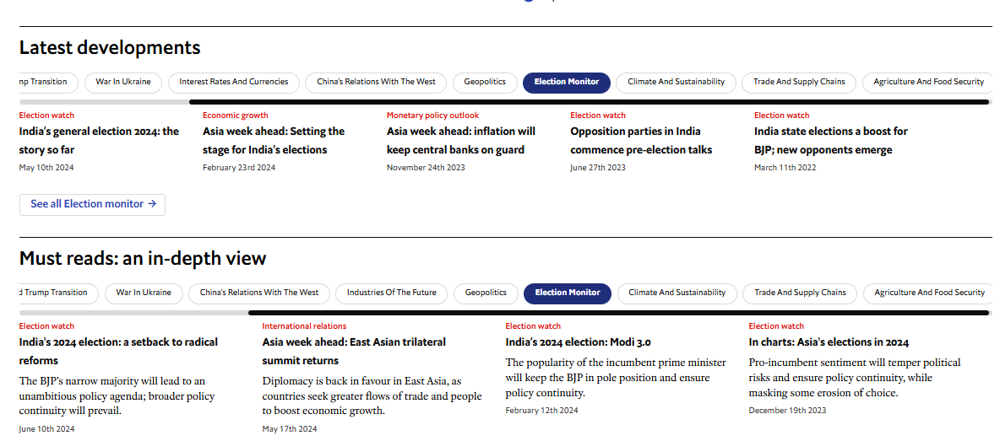 Latest developments
np Transition War In Ukraine Interest Rates And Currencies China's Relations With The West Geopolitics Election Monitor Climate And Sustainability Trade And Supply Chains Agriculture And Food Security
Election watch
India's general election 2024: the
story so far
May 10th 2024
Economic growth
Asia week ahead: Setting the
stage for India's elections
February 23rd 2024
Monetary policy outlook
Asia week ahead: inflation will
keep central banks on guard
November 24th 2023
Election watch
Opposition parties in India
commence pre-election talks
June 27th 2023
Election watch
India state elections a boost for
BJP; new opponents emerge
March 11th 2022
See all Election monitor →
Must reads: an in-depth view
d Trump Transition War In Ukraine China's Relations With The West Industries Of The Future Geopolitics Election Monitor Climate And Sustainability Trade And Supply Chains Agriculture And Food Security
Election watch
India's 2024 election: a setback to radical
reforms
The BJP's narrow majority will lead to an
unambitious policy agenda; broader policy
continuity will prevail.
June 10th 2024
International relations
Asia week ahead: East Asian trilateral
summit returns
Diplomacy is back in favour in East Asia, as
countries seek greater flows of trade and people
to boost economic growth.
May 17th 2024
Election watch
India's 2024 election: Modi 3.0
The popularity of the incumbent prime minister
will keep the BJP in pole position and ensure
policy continuity.
February 12th 2024
Election watch
In charts: Asia's elections in 2024
Pro-incumbent sentiment will temper political
risks and ensure policy continuity, while
masking some erosion of choice.
December 19th 2023